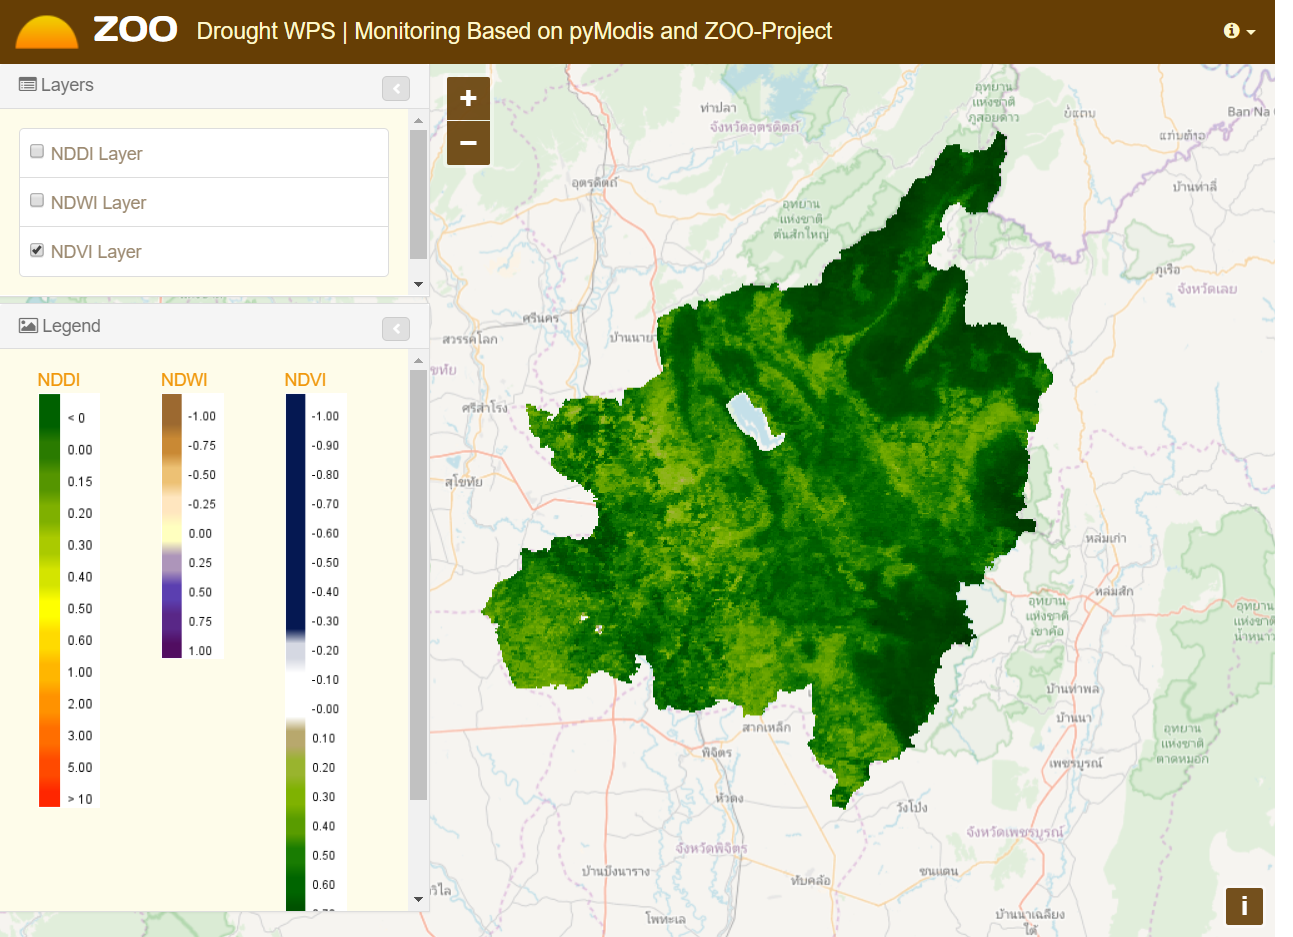 ZOO Drought WPS | Monitoring Based on pyModis and ZOO-Project
Layers
NDDI Layer
NDWI Layer
NDVI Layer
Legend
NDDI
< 0
0.00
0.15
0.20
0.30
0.40
0.50
0.60
1.00
2.00
3.00
5.00
> 10
NDWI
-1.00
-0.75
-0.50
-0.25
0.00
0.25
0.50
0.75
1.00
NDVI
-1.00
-0.90
-0.80
-0.70
-0.60
-0.50
-0.40
-0.30
-0.20
-0.10
-0.00
0.10
0.20
0.30
0.40
0.50
0.60
+
−
อุทยาน
แห่งชาติ
ภูสอยดาว
ท่าปลา
จังหวัดอุตรดิตถ์
Ban Na
บ้านท่าลี่
อุตรดิตถ์
อุทยาน
แห่งชาติ
ต้นสักใหญ่
ภูเรือ
จังหวัดเลย
ศรีนคร
สวรรคโลก
ศรีสำโรง
สุโขทัย
หล่มเก่า
หล่มสัก
อุทยาน
แห่งชาติ
เขาค้อ
อุทยาน
แห่งชาติ
น้ำหนาว
บ้านท่าพล
บ้านนา
สากเหล็ก
พิจิตร
อุทยาน
แห่งชาติ
ตาดหมอก
เพชรบูรณ์
หัวดง
วังโป่ง
จังหวัดเพชรบูรณ์
จังหวัดพิจิตร
บ้านบึงนาราง
ทับคล้อ
ชนแดน
บ้านนาเฉลียง
ใต้
โพทะเล
i